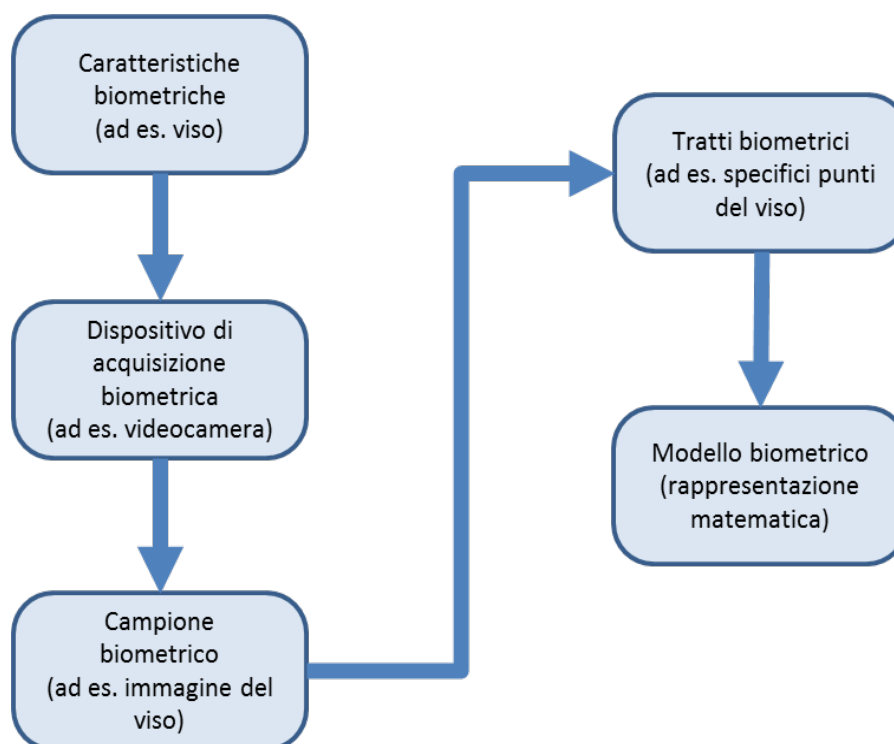 Caratteristiche
biometriche
(ad es. viso)
Dispositivo di
acquisizione
biometrica
(ad es. videocamera)
Campione
biometrico
(ad es. immagine del
viso)
Tratti biometrici
(ad es. specifici punti
del viso)
Modello biometrico
(rappresentazione
matematica)